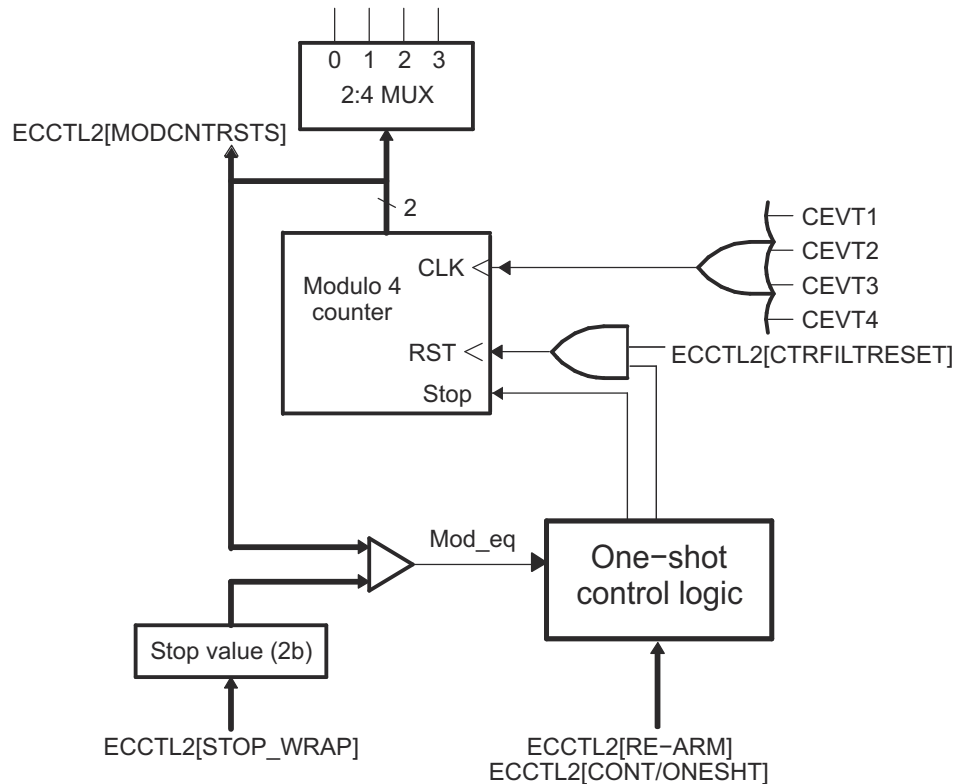 0 1 2 3
2:4 MUX
ECCTL2[MODCNTRSTS]
2
CEVT1
CEVT2
CEVT3
CEVT4
CLK
Modulo 4
counter
RST
ECCTL2[CTRFILTRESET]
Stop
Mod_eq
One−shot
control logic
Stop value (2b)
ECCTL2[STOP_WRAP]
ECCTL2[RE−ARM]
ECCTL2[CONT/ONESHT]